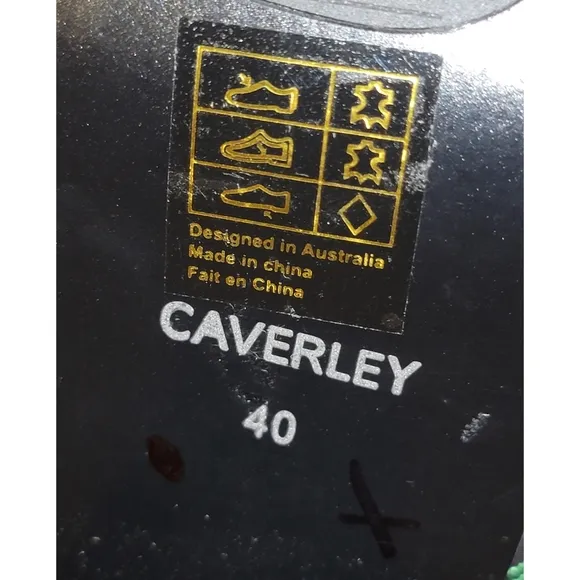 Designed in Australia
Made in china
Fait en China
CAVERLEY
40